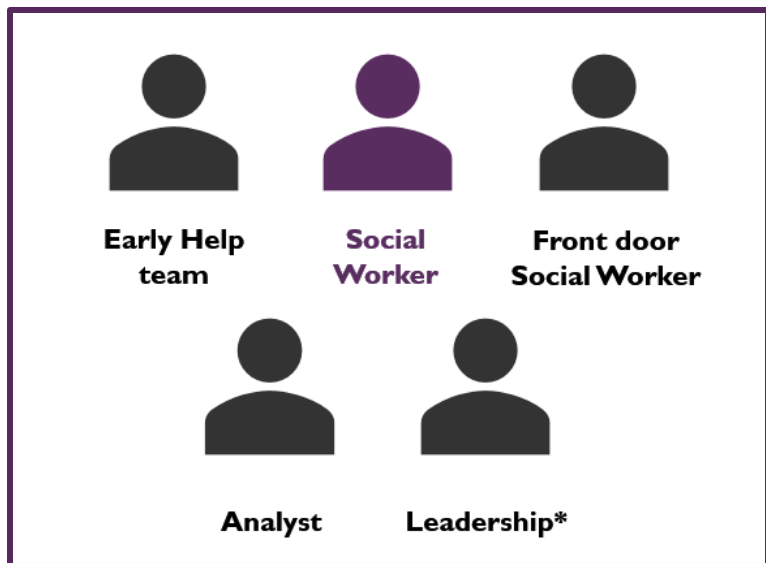 Early Help
team
Social
Worker
Front door
Social Worker
Analyst
Leadership*